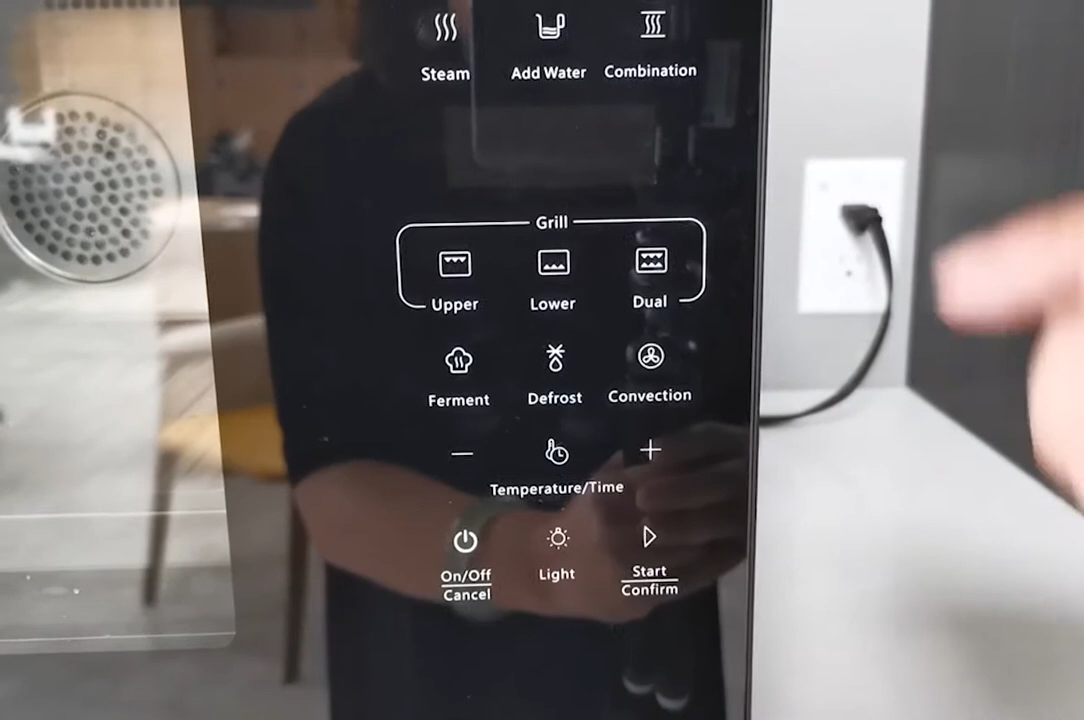 Steam Add Water Combination
Grill
Upper Lower Dual
Ferment Defrost Convection
Temperature/Time
On/Off Light Start
Cancel Confirm